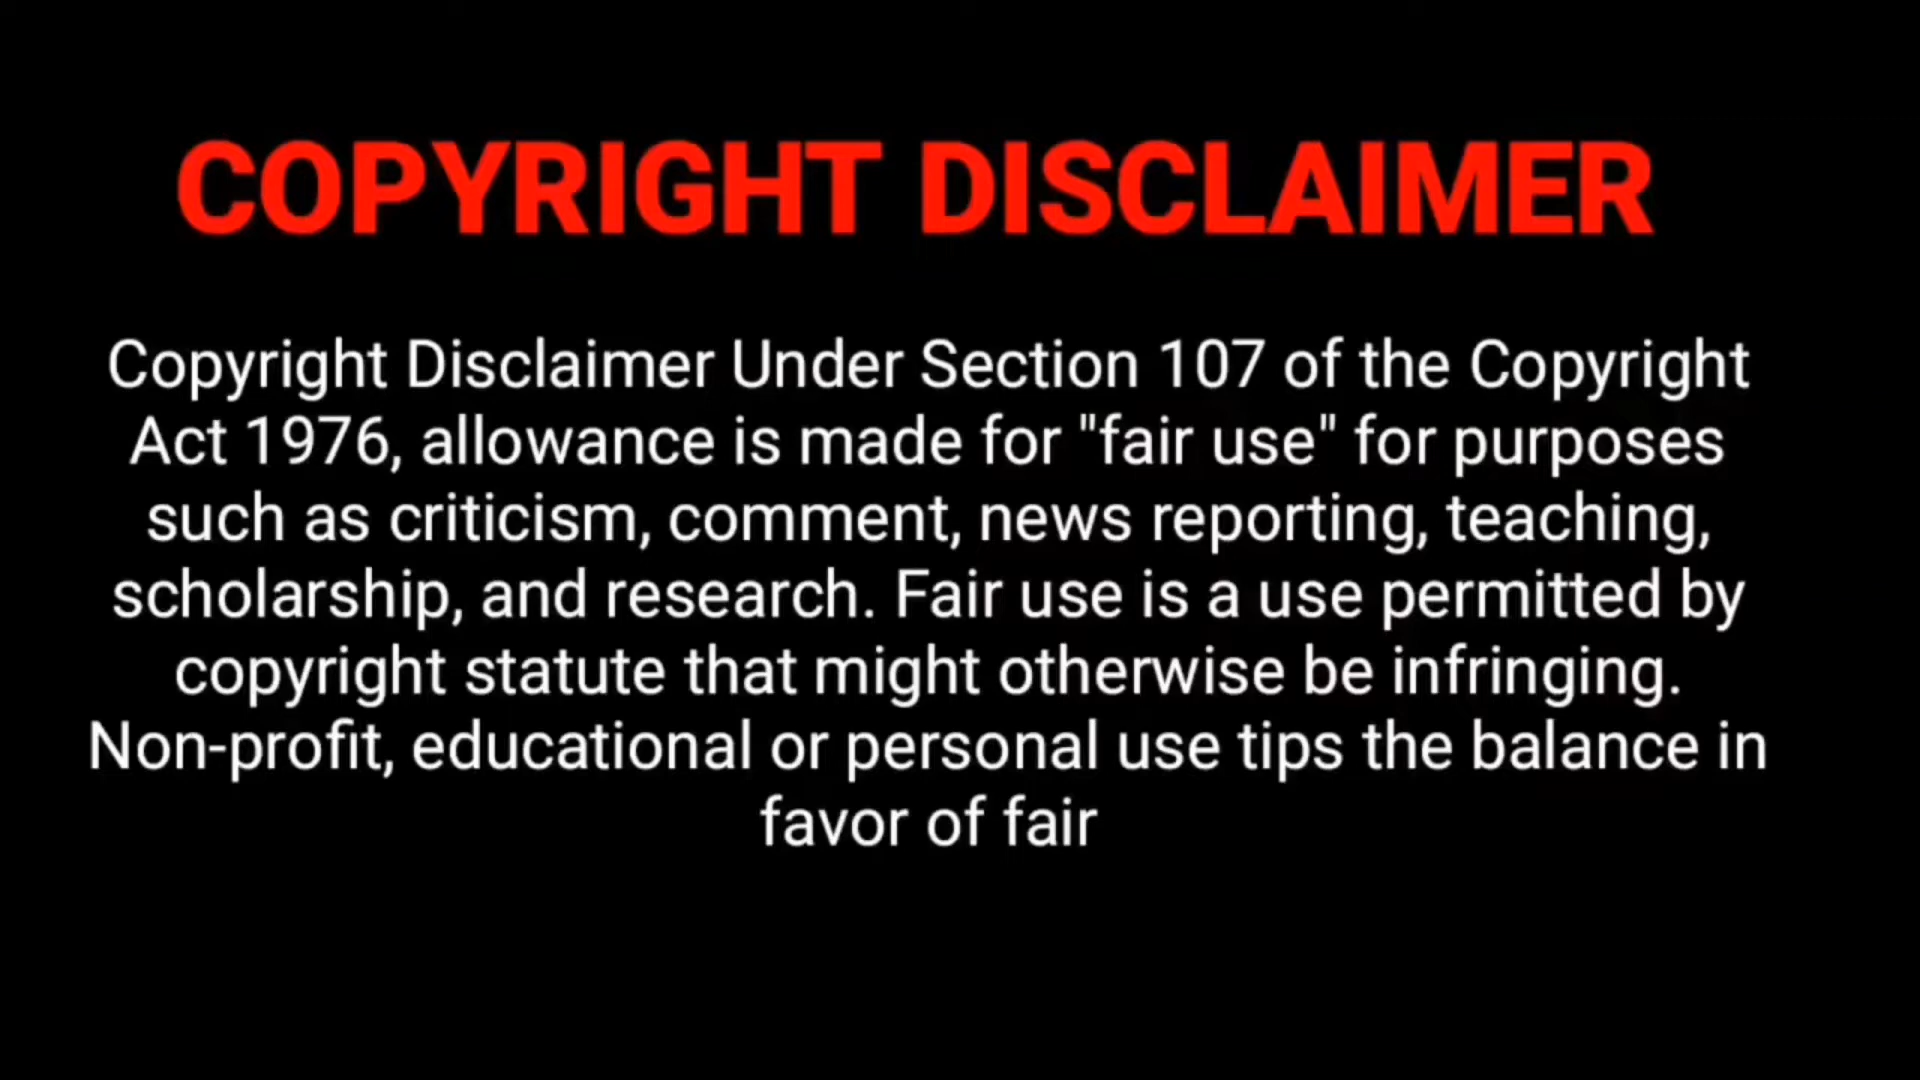 COPYRIGHT DISCLAIMER
Copyright Disclaimer Under Section 107 of the Copyright
Act 1976, allowance is made for "fair use" for purposes
such as criticism, comment, news reporting, teaching,
scholarship, and research. Fair use is a use permitted by
copyright statute that might otherwise be infringing.
Non-profit, educational or personal use tips the balance in
favor of fair